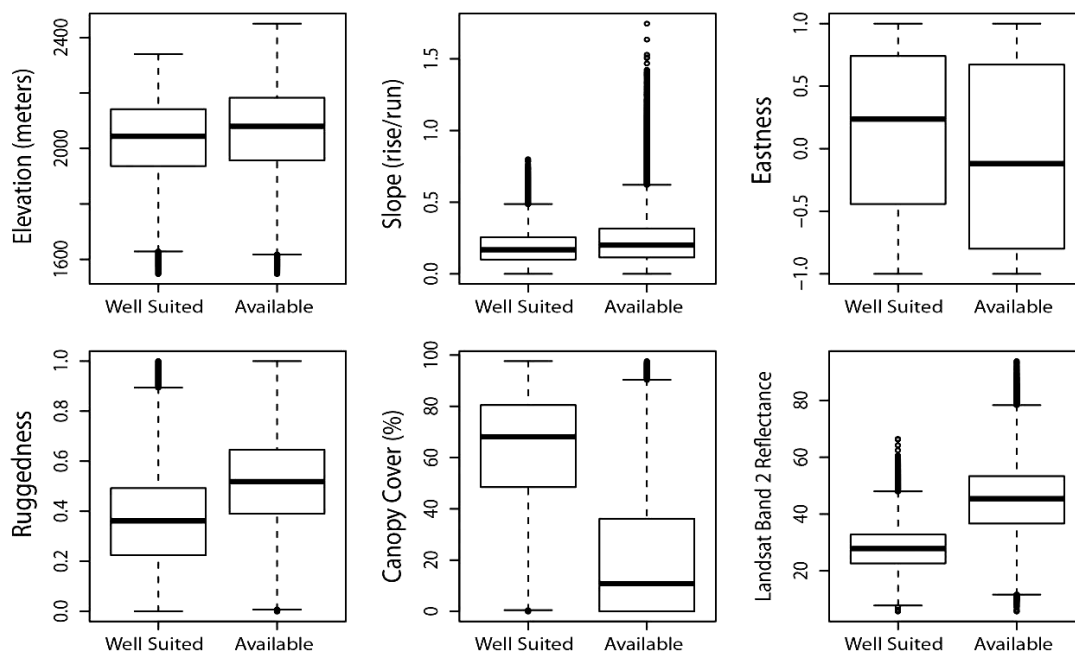 Elevation (meters)
2400
2000
1600
Well Suited
Available
Slope (rise/run)
1.5
1.0
0.5
0.0
Well Suited
Available
Eastness
1.0
0.5
0.0
−0.5
−1.0
Well Suited
Available
Ruggedness
1.0
0.8
0.6
0.4
0.2
0.0
Well Suited
Available
Canopy Cover (%)
100
80
60
40
20
0
Well Suited
Available
Landsat Band 2 Reflectance
80
60
40
20
Well Suited
Available